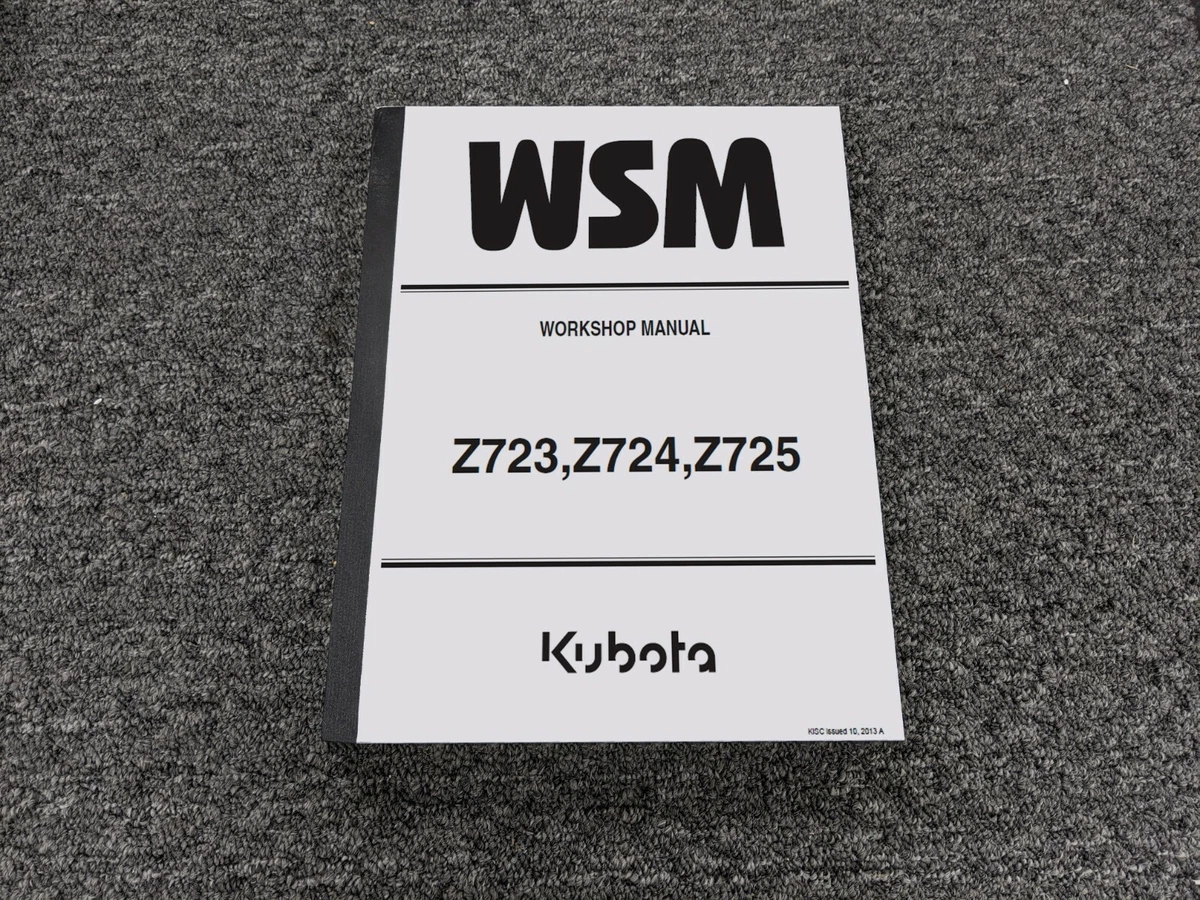 WSM
WORKSHOP MANUAL
Z723,Z724,Z725
Kubota
KISC issued 10, 2013 A